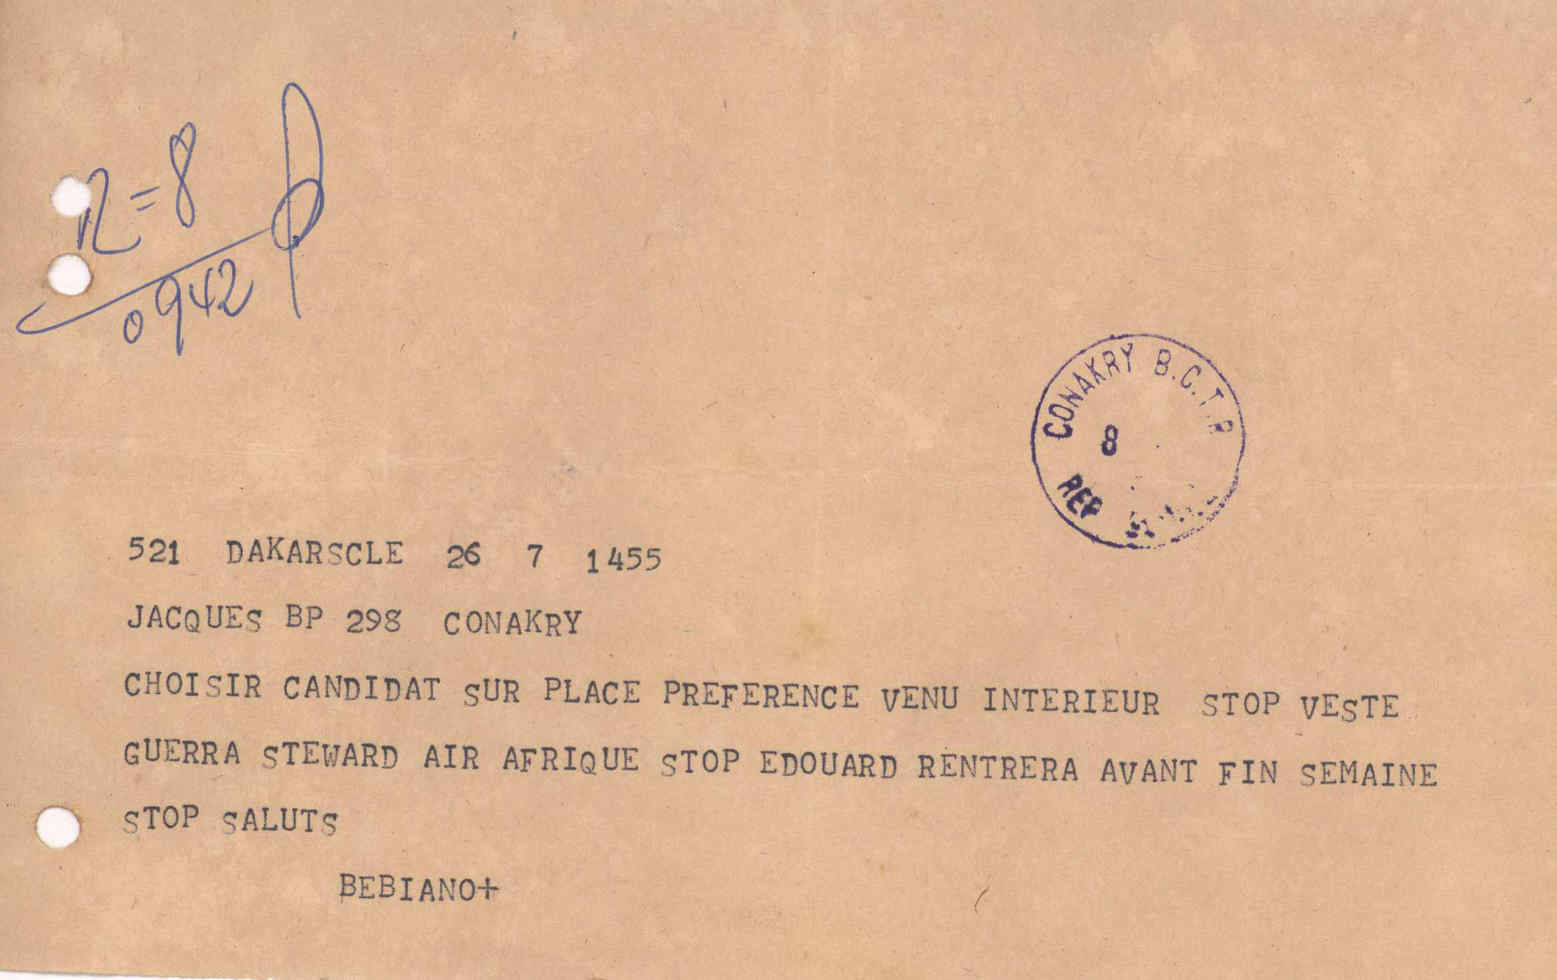 R=8
0942
CONAKRY B.C.T.R
8
REP
521 DAKARSCLE 26 7 1455
JACQUES BP 298 CONAKRY
CHOISIR CANDIDAT SUR PLACE PREFERENCE VENU INTERIEUR STOP VESTE
GUERRA STEWARD AIR AFRIQUE STOP EDOUARD RENTRERA AVANT FIN SEMAINE
STOP SALUTS
BEBIANO+